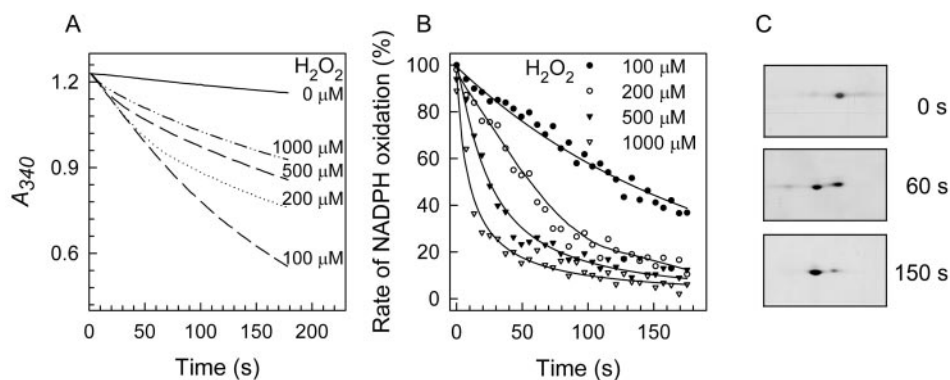 A
A340
1.2
0.9
0.6
H2O2
0 μM
1000 μM
500 μM
200 μM
100 μM
0 50 100 150 200
Time (s)
B
Rate of NADPH oxidation (%)
100
80
60
40
20
0
H2O2
100 μM
200 μM
500 μM
1000 μM
0 50 100 150
Time (s)
C
0 s
60 s
150 s